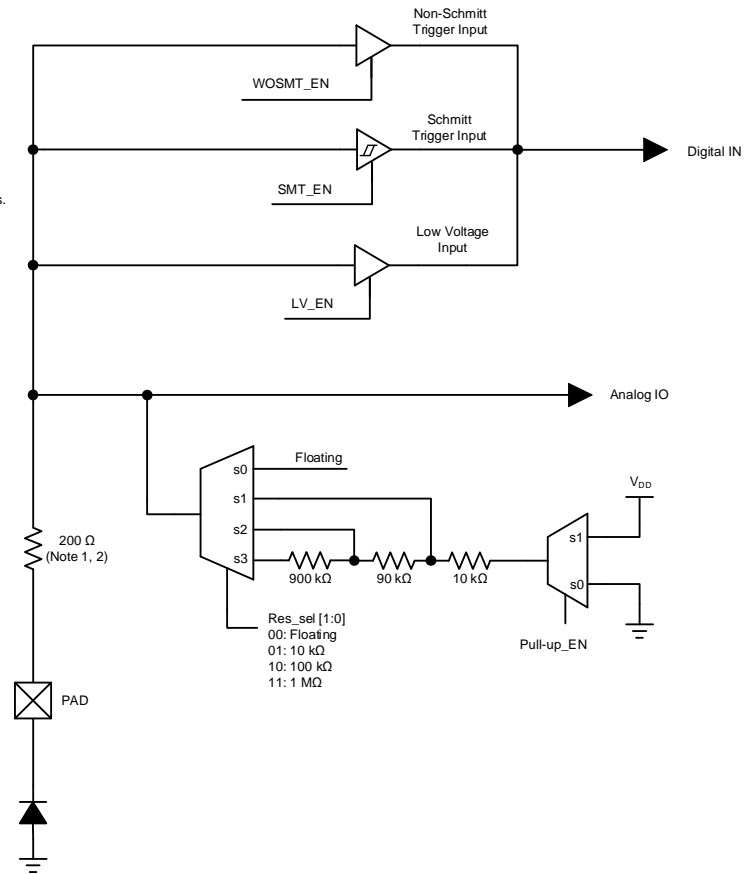 Non-Schmitt
Trigger Input
WOSMT_EN
Schmitt
Trigger Input
Digital IN
SMT_EN
s.
Low Voltage
Input
LV_EN
Analog IO
Floating
s0
s1
s2
s3
900 kΩ
90 kΩ
10 kΩ
V_DD
s1
s0
200 Ω
(Note 1, 2)
Res_sel [1:0]
00: Floating
01: 10 kΩ
10: 100 kΩ
11: 1 MΩ
Pull-up_EN
PAD